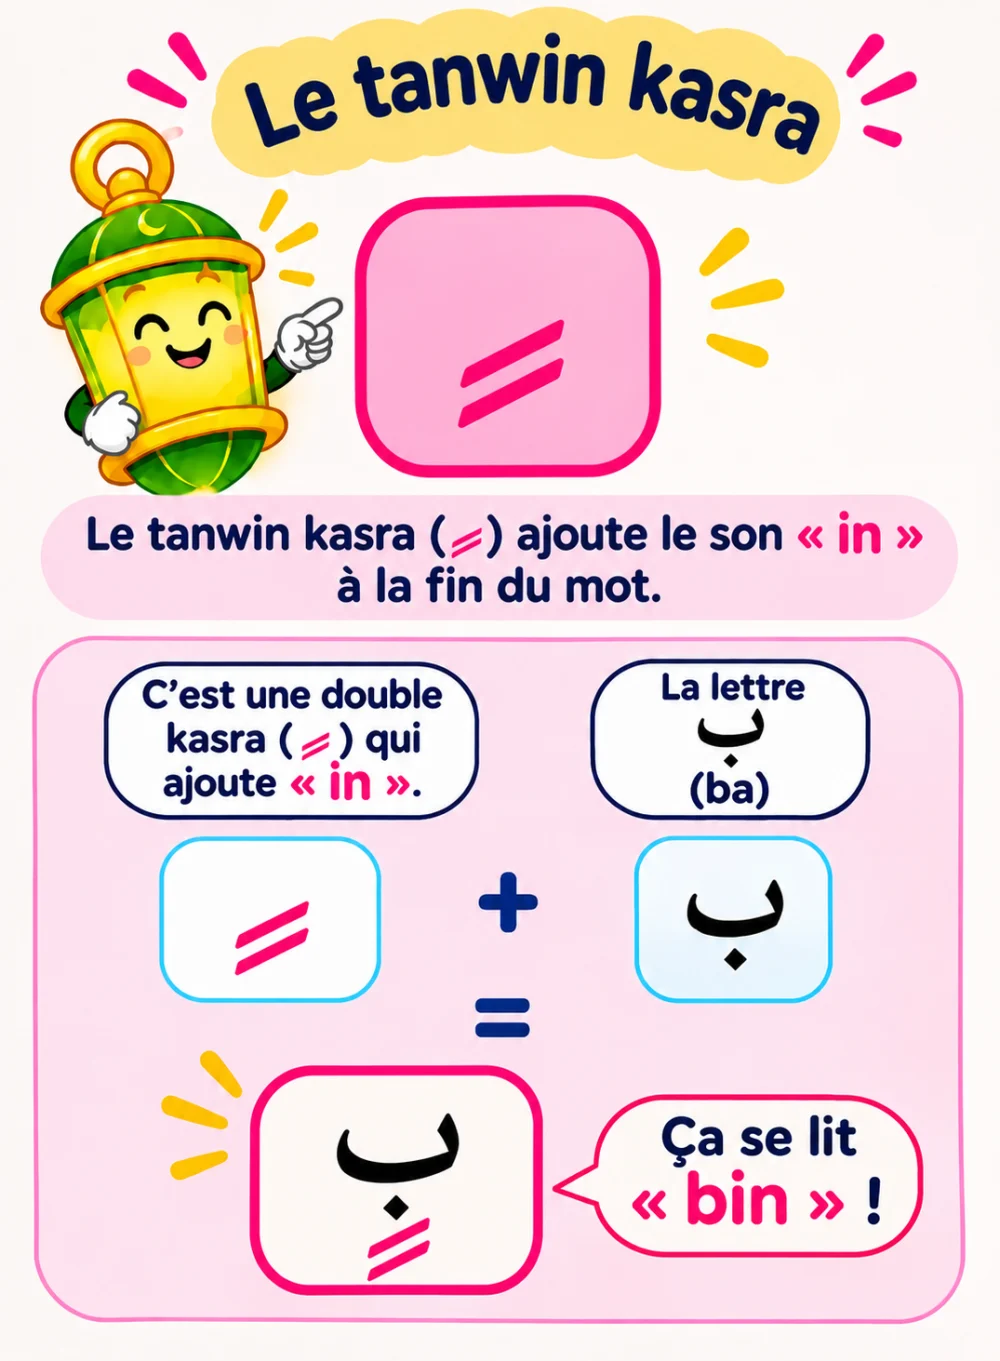 Le tanwin kasra
ٍ
Le tanwin kasra ( ٍ ) ajoute le son « in »
à la fin du mot.
C’est une double
kasra ( ٍ ) qui
ajoute « in ».
La lettre
ب
(ba)
ٍ + ب
=
بٍ
Ça se lit
« bin » !